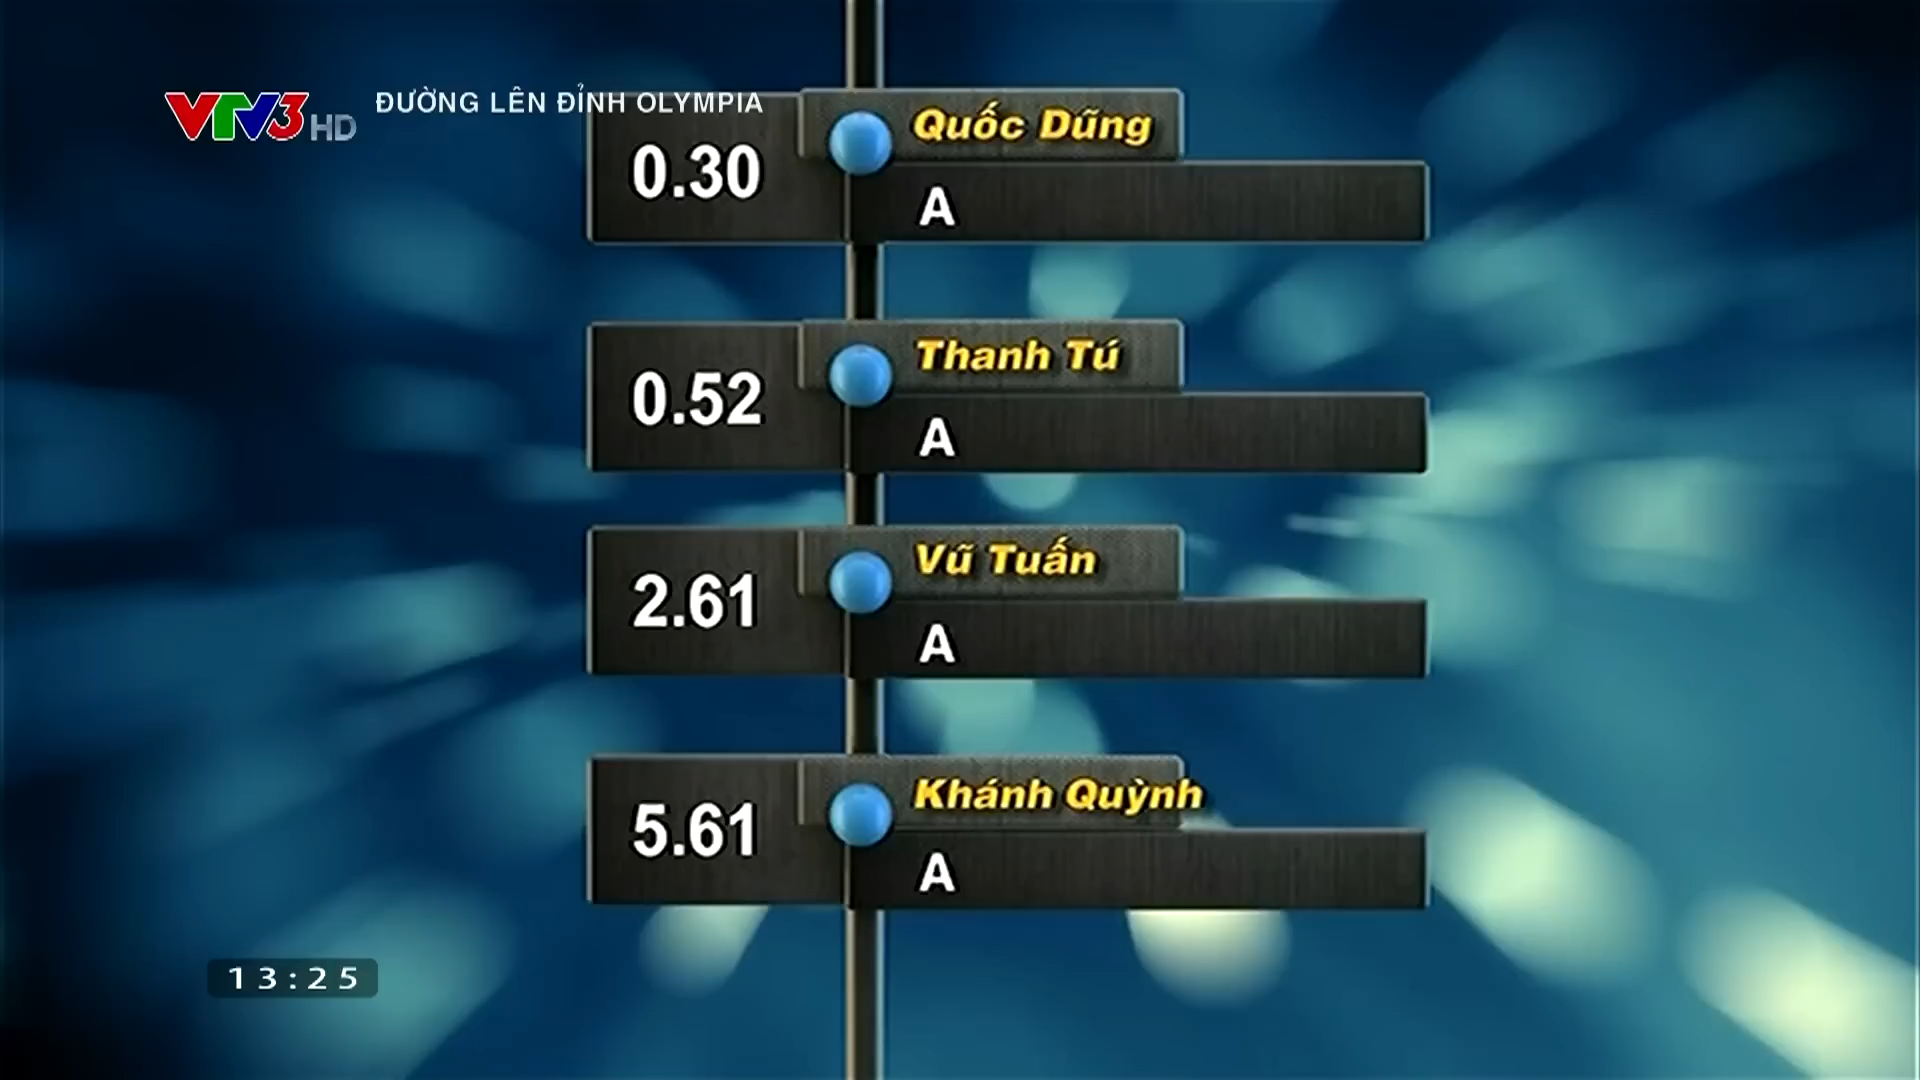 VTV3 HD
ĐƯỜNG LÊN ĐỈNH OLYMPIA
Quốc Dũng
0.30
A
Thanh Tú
0.52
A
Vũ Tuấn
2.61
A
Khánh Quỳnh
5.61
A
13:25